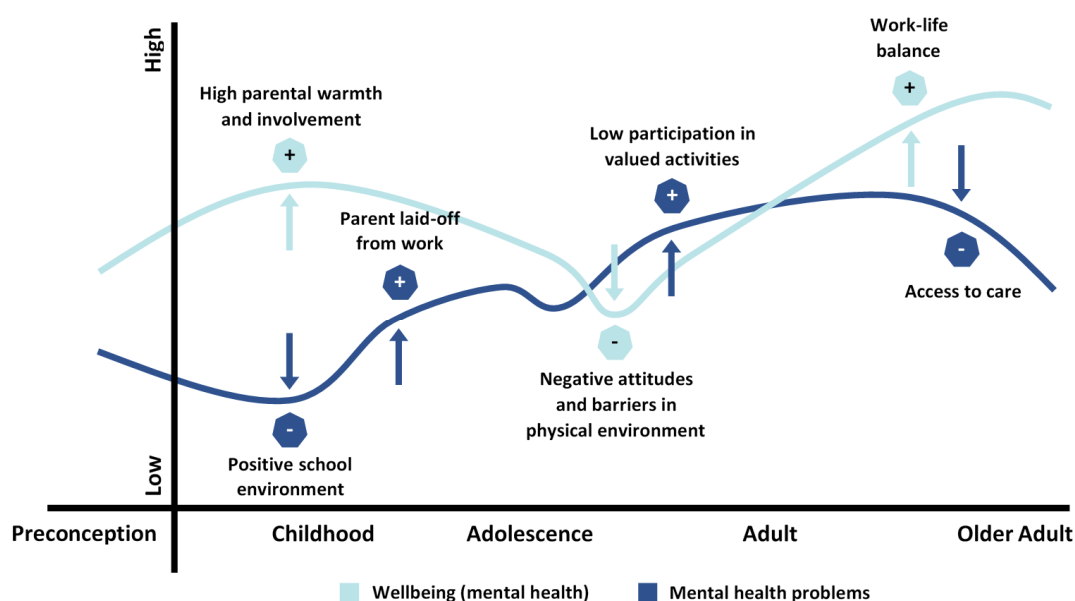 High
Low
High parental warmth
and involvement
+
Parent laid-off
from work
+
-
Positive school
environment
Low participation in
valued activities
+
-
Negative attitudes
and barriers in
physical environment
Work-life
balance
+
-
Access to care
Preconception
Childhood
Adolescence
Adult
Older Adult
Wellbeing (mental health)
Mental health problems